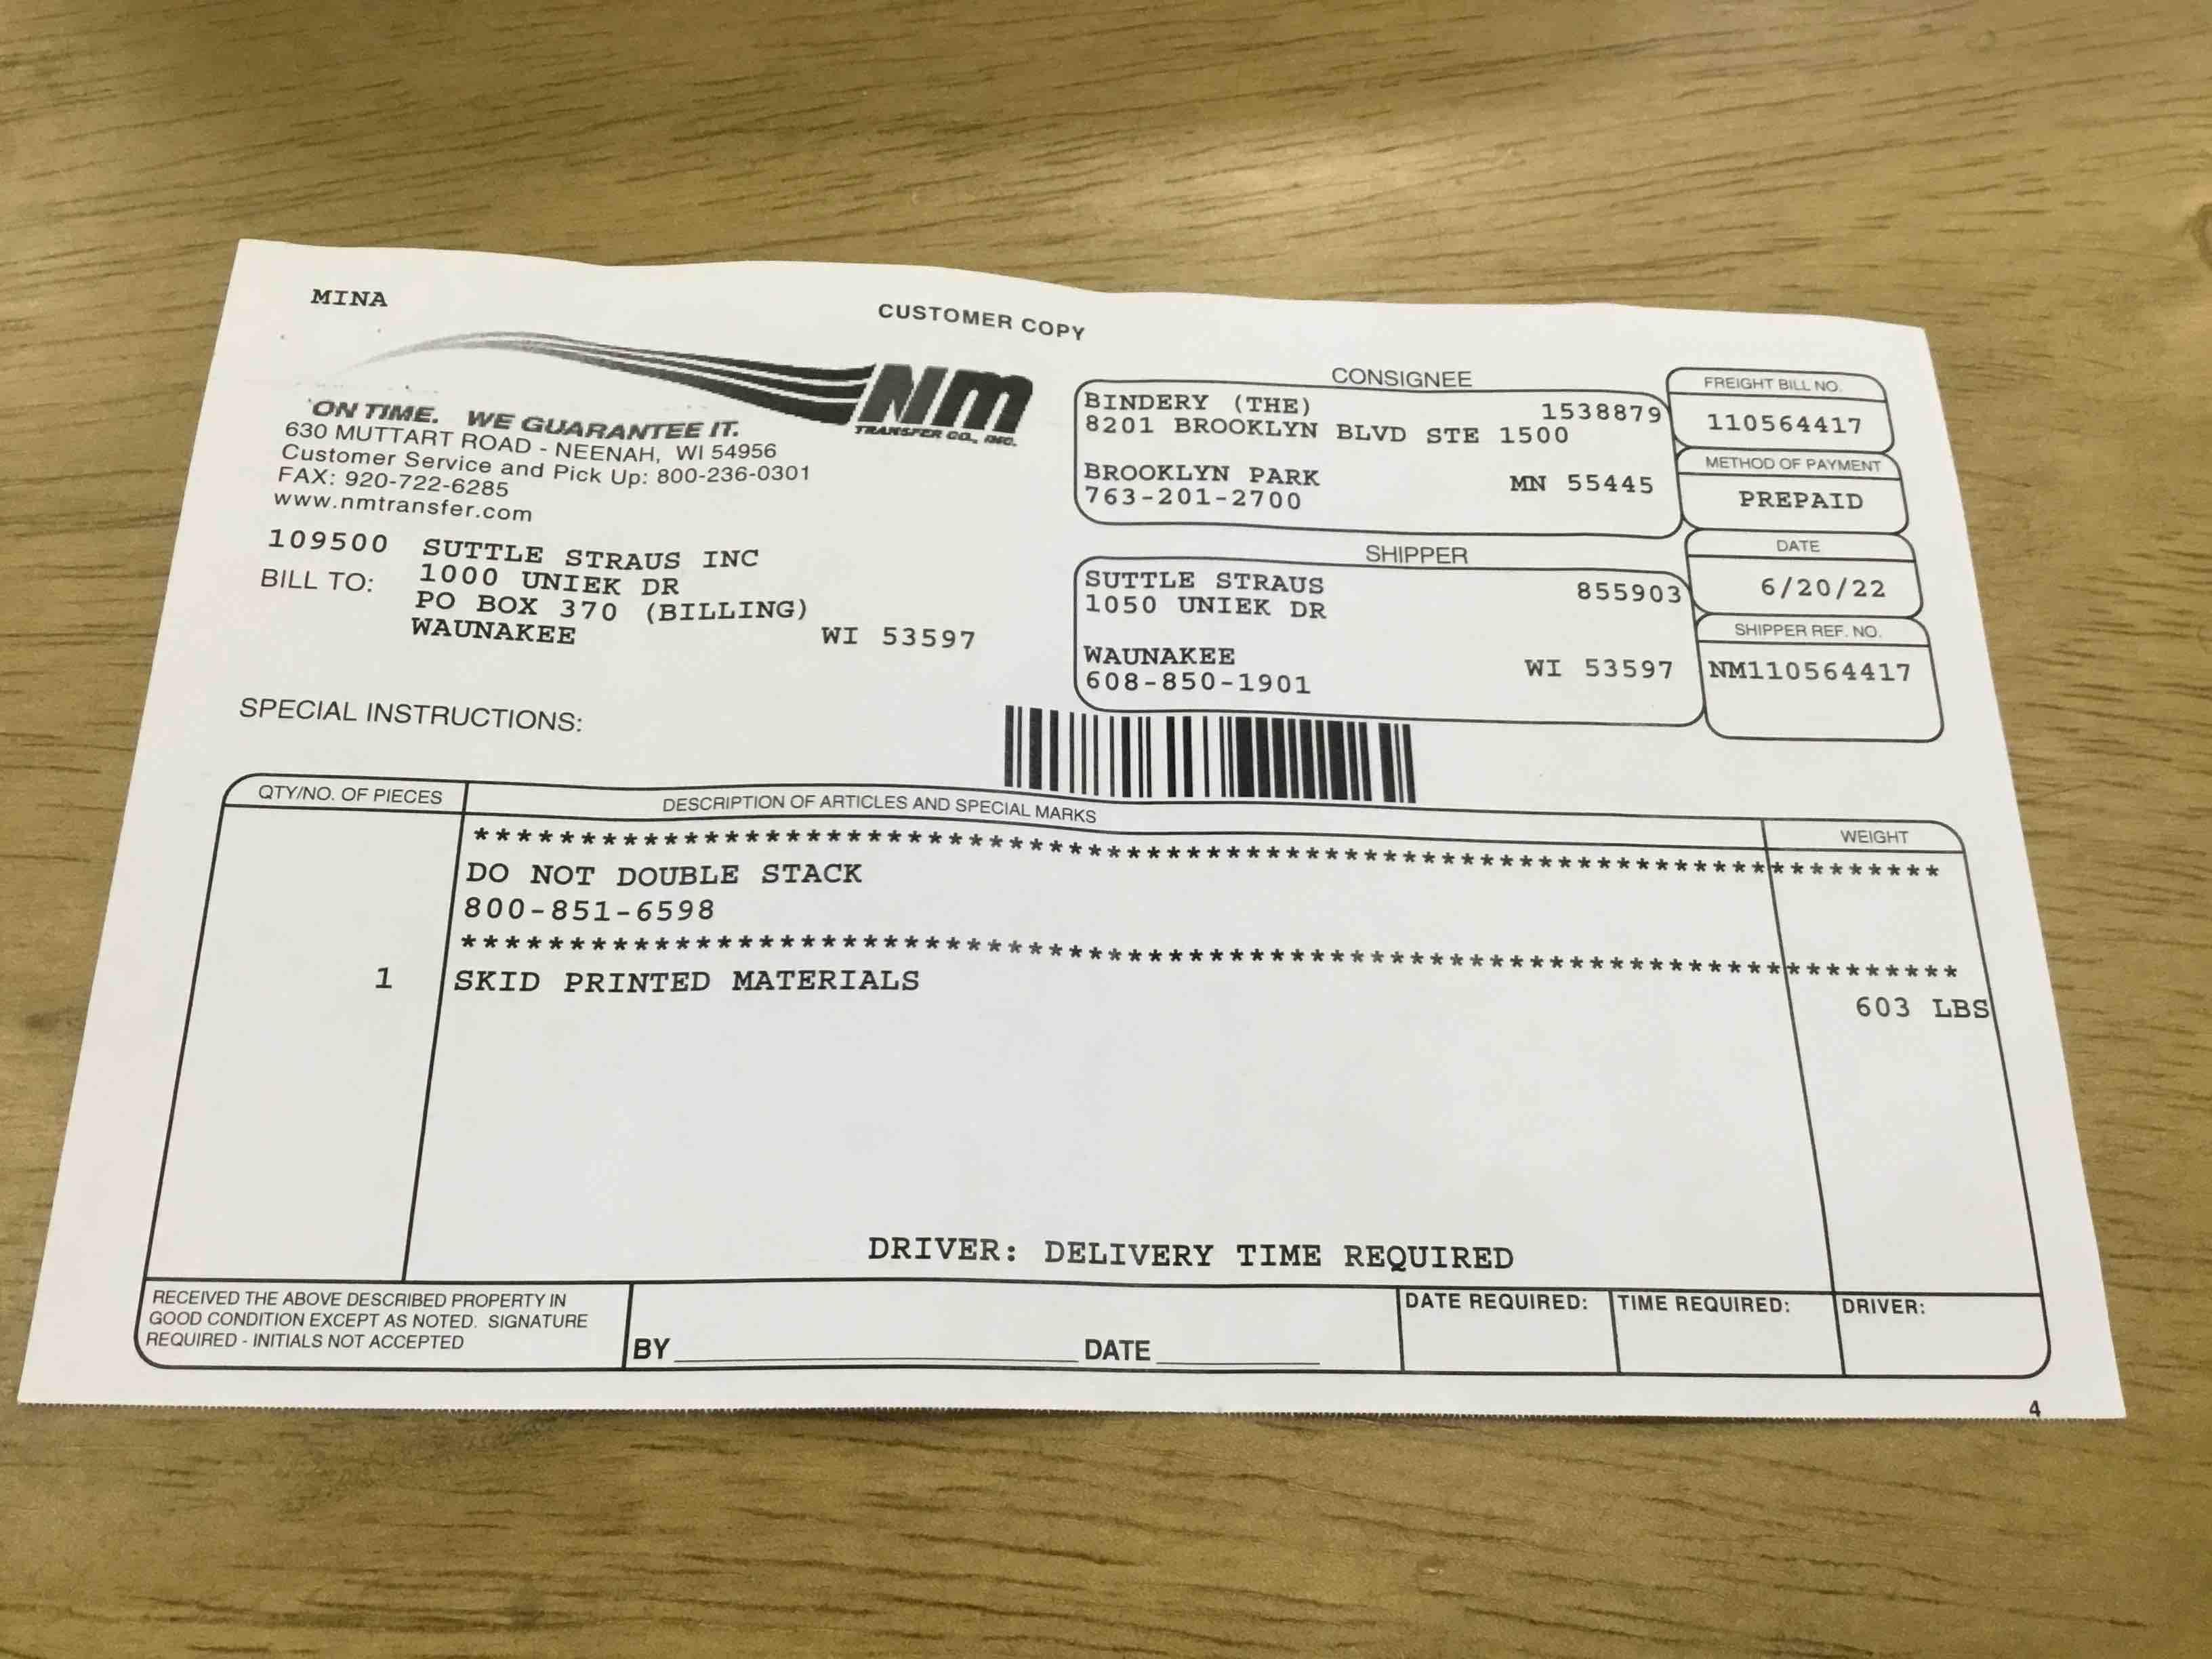 MINA
CUSTOMER COPY
NM
TRANSFER CO., INC.
ON TIME. WE GUARANTEE IT.
630 MUTTART ROAD - NEENAH, WI 54956
Customer Service and Pick Up: 800-236-0301
FAX: 920-722-6285
www.nmtransfer.com
109500 SUTTLE STRAUS INC
BILL TO: 1000 UNIEK DR
PO BOX 370 (BILLING)
WAUNAKEE WI 53597
CONSIGNEE
BINDERY (THE) 1538879
8201 BROOKLYN BLVD STE 1500
BROOKLYN PARK MN 55445
763-201-2700
SHIPPER
SUTTLE STRAUS 855903
1050 UNIEK DR
WAUNAKEE WI 53597
608-850-1901
FREIGHT BILL NO.
110564417
METHOD OF PAYMENT
PREPAID
DATE
6/20/22
SHIPPER REF. NO.
NM110564417
SPECIAL INSTRUCTIONS:
QTY/NO. OF PIECES DESCRIPTION OF ARTICLES AND SPECIAL MARKS WEIGHT
**************************************************************************
DO NOT DOUBLE STACK
800-851-6598
**************************************************************************
1 SKID PRINTED MATERIALS 603 LBS
DRIVER: DELIVERY TIME REQUIRED
RECEIVED THE ABOVE DESCRIBED PROPERTY IN
GOOD CONDITION EXCEPT AS NOTED. SIGNATURE
REQUIRED - INITIALS NOT ACCEPTED
BY DATE
DATE REQUIRED: TIME REQUIRED: DRIVER:
4